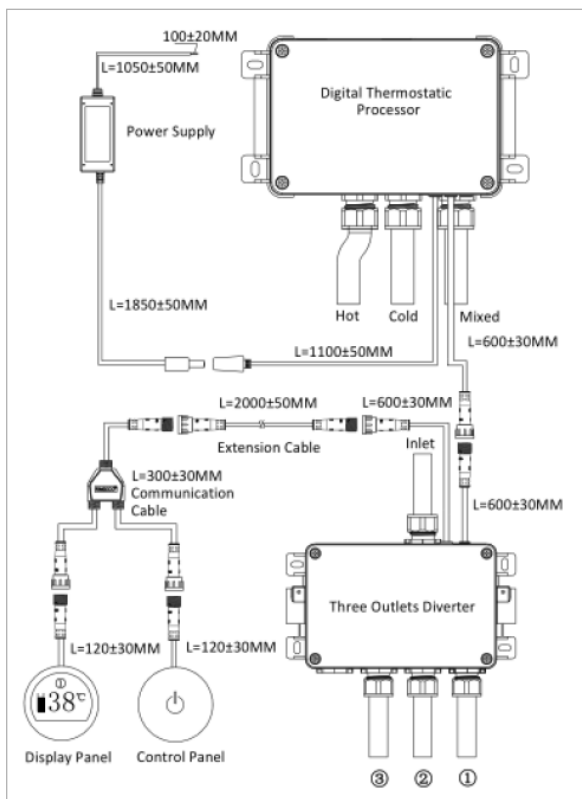 100±20MM
L=1050±50MM
Digital Thermostatic
Processor
Power Supply
L=1850±50MM
Hot
Cold
Mixed
L=1100±50MM
L=600±30MM
L=2000±50MM
L=600±30MM
Extension Cable
Inlet
L=300±30MM
Communication
Cable
L=600±30MM
Three Outlets Diverter
L=120±30MM
L=120±30MM
①
38℃
Display Panel
Control Panel
③
②
①